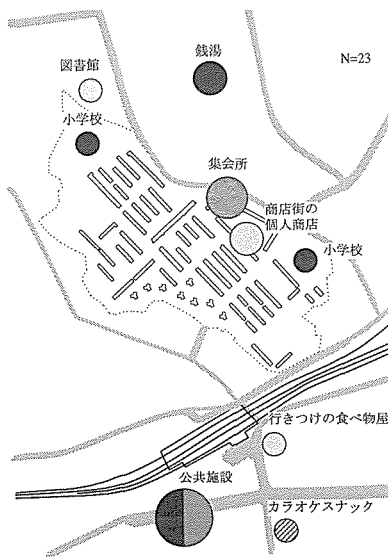 図書館
銭湯
N=23
小学校
集会所
商店街の
個人商店
小学校
行きつけの食べ物屋
公共施設
カラオケスナック